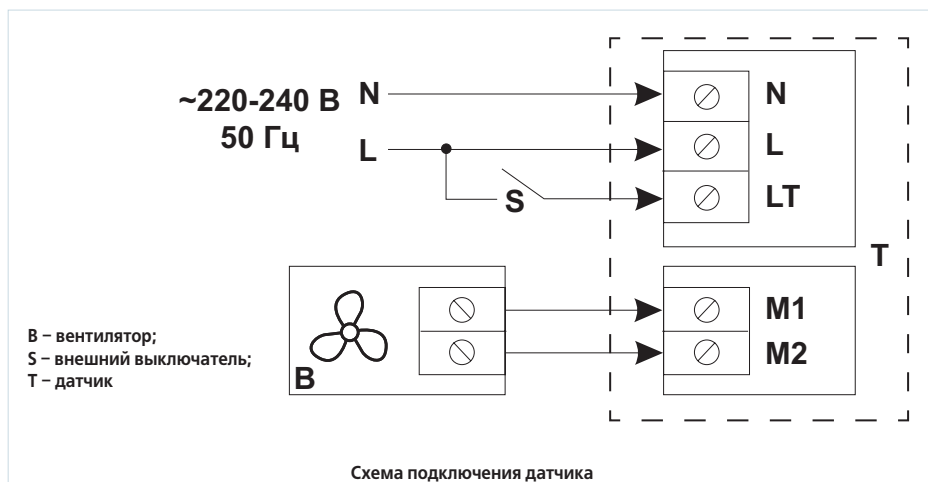 ~220-240 В
50 Гц
N
L
S
N
L
LT
T
M1
M2
B
В – вентилятор;
S – внешний выключатель;
Т – датчик
Схема подключения датчика